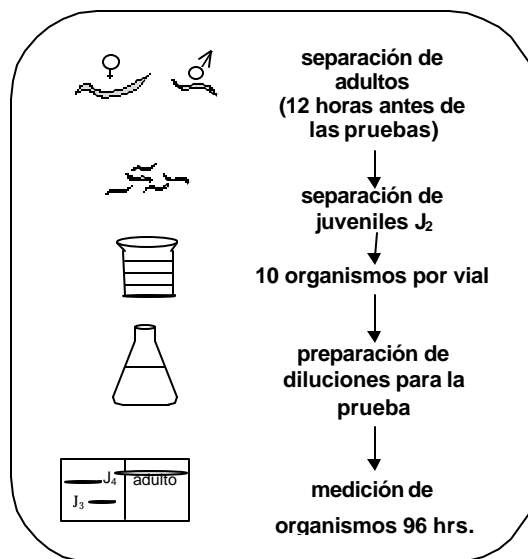 separación de
adultos
(12 horas antes de
las pruebas)
separación de
juveniles J₂
10 organismos por vial
preparación de
diluciones para la
prueba
J₄ adulto
J₃
medición de
organismos 96 hrs.